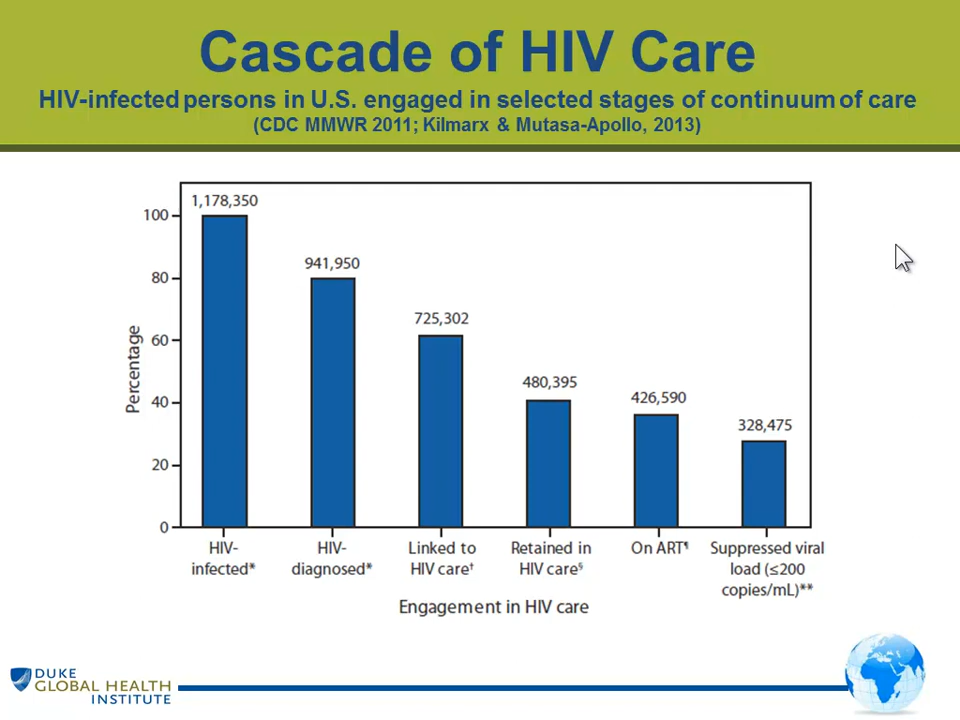 Cascade of HIV Care
HIV-infected persons in U.S. engaged in selected stages of continuum of care
(CDC MMWR 2011; Kilmarx & Mutasa-Apollo, 2013)
1,178,350
941,950
725,302
480,395
426,590
328,475
100
80
60
40
20
0
Percentage
HIV-
infected*
HIV-
diagnosed*
Linked to
HIV care†
Retained in
HIV care§
On ART¶
Suppressed viral
load (≤200
copies/mL)**
Engagement in HIV care
DUKE
GLOBAL HEALTH
INSTITUTE